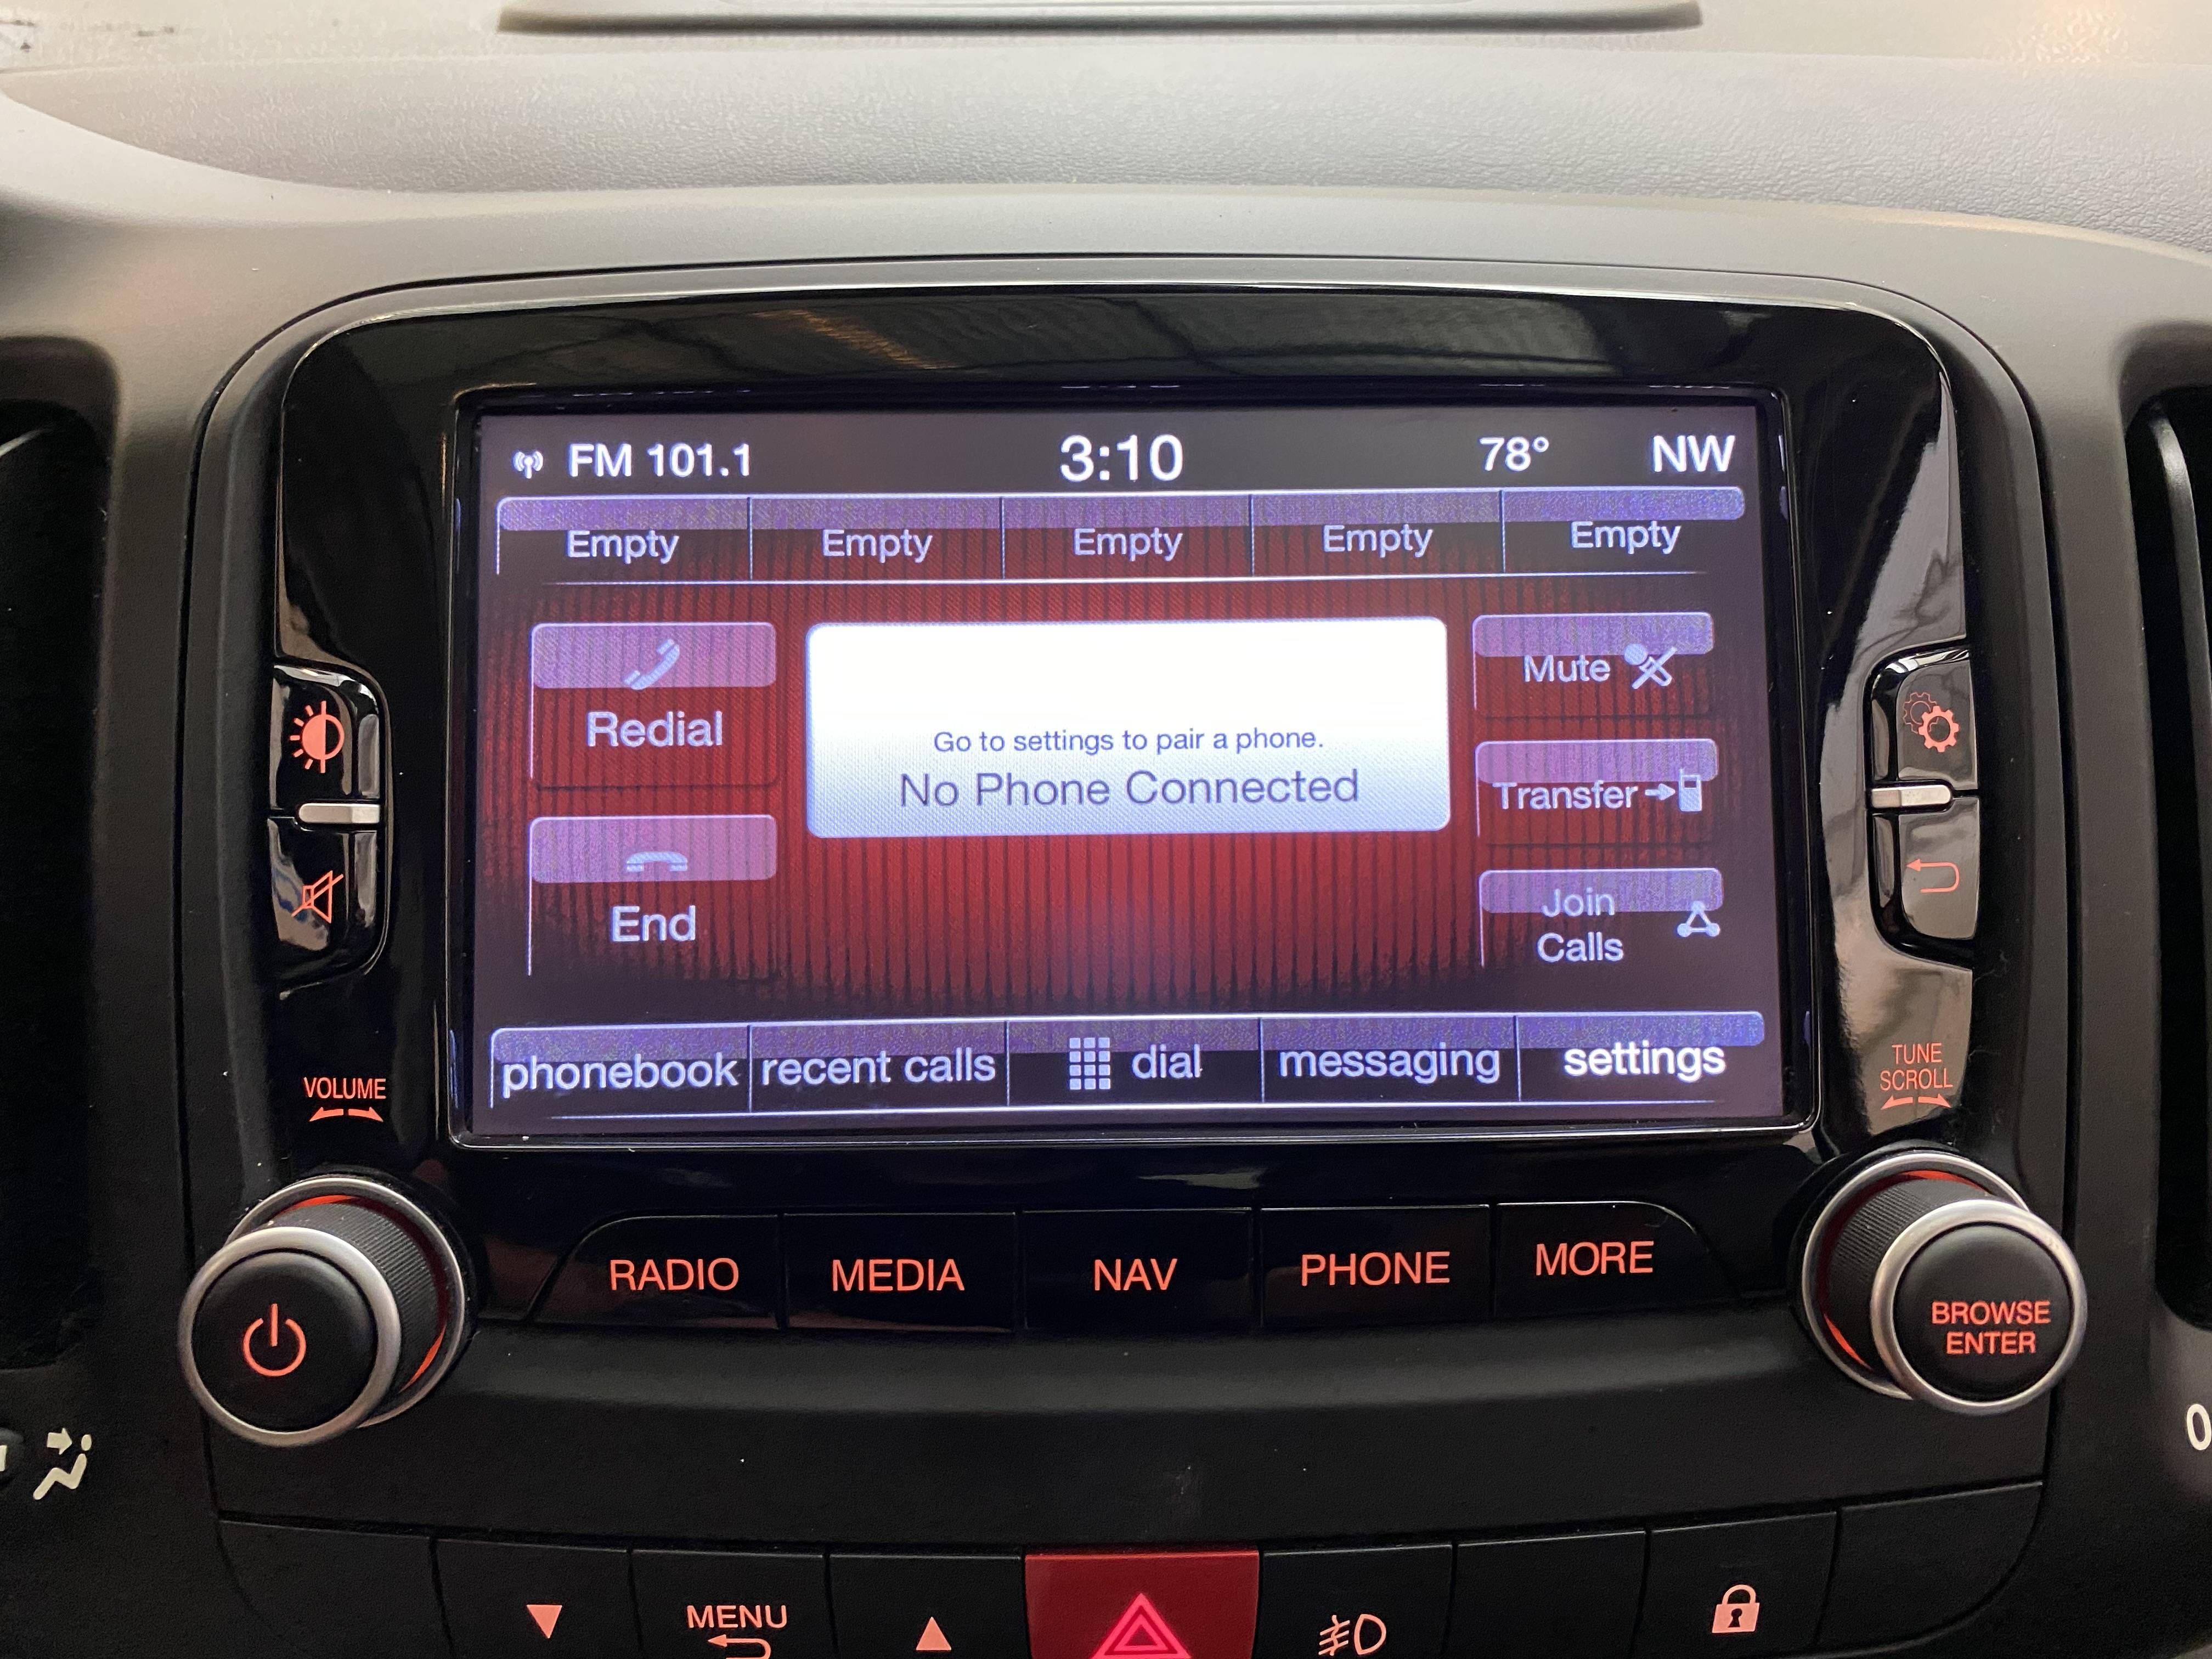 FM 101.1 3:10 78° NW
Empty Empty Empty Empty Empty
Redial
Go to settings to pair a phone.
No Phone Connected
Mute
Transfer
End
Join
Calls
phonebook recent calls dial messaging settings
VOLUME
TUNE
SCROLL
RADIO MEDIA NAV PHONE MORE
BROWSE
ENTER
MENU